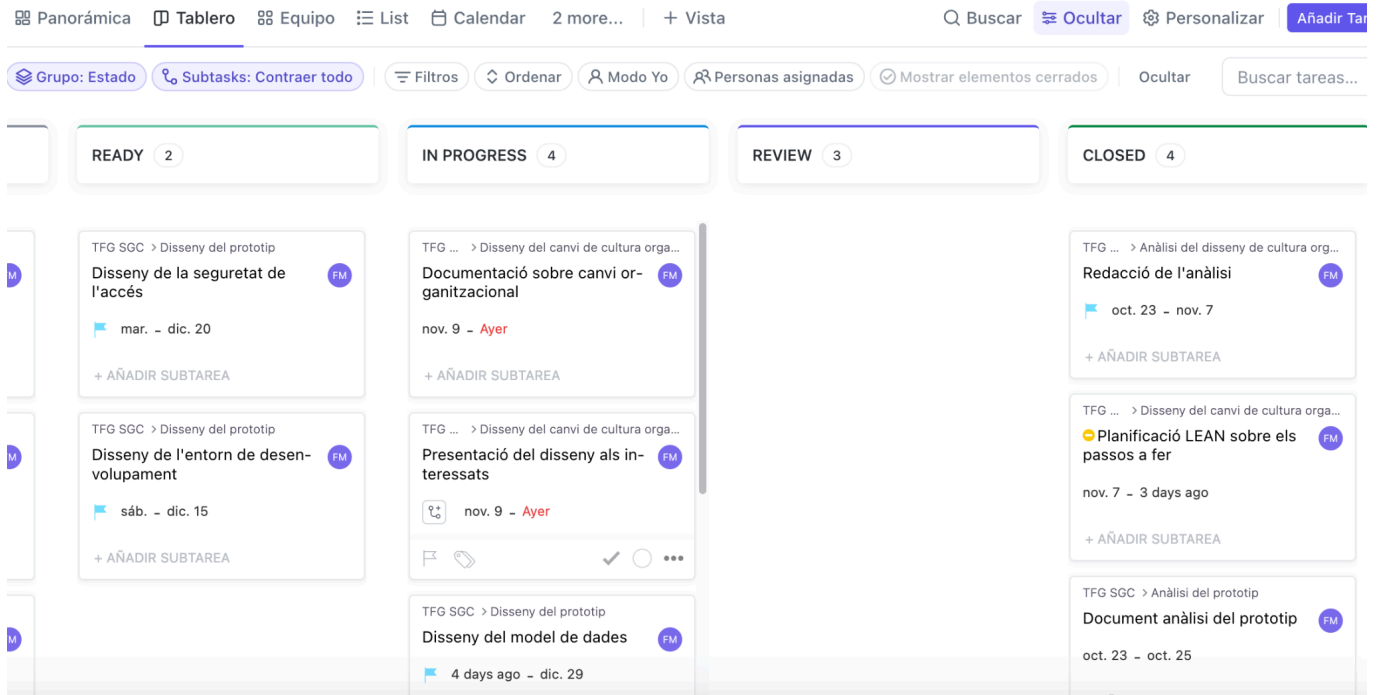 Panorámica Tablero Equipo List Calendar 2 more... + Vista Buscar Ocultar Personalizar Añadir Tar
Grupo: Estado Subtasks: Contraer todo Filtros Ordenar Modo Yo Personas asignadas Mostrar elementos cerrados Ocultar Buscar tareas...
READY 2
IN PROGRESS 4
REVIEW 3
CLOSED 4
M
M
M
TFG SGC > Disseny del prototip
Disseny de la seguretat de
l'accés
FM
mar. - dic. 20
+ AÑADIR SUBTAREA
TFG SGC > Disseny del prototip
Disseny de l'entorn de desen-
volupament
FM
sáb. - dic. 15
+ AÑADIR SUBTAREA
TFG ... > Disseny del canvi de cultura orga...
Documentació sobre canvi or-
ganitzacional
FM
nov. 9 - Ayer
+ AÑADIR SUBTAREA
TFG ... > Disseny del canvi de cultura orga...
Presentació del disseny als in-
teressats
FM
nov. 9 - Ayer
TFG SGC > Disseny del prototip
Disseny del model de dades
FM
4 days ago - dic. 29
TFG ... > Anàlisi del disseny de cultura org...
Redacció de l'anàlisi
FM
oct. 23 - nov. 7
+ AÑADIR SUBTAREA
TFG ... > Disseny del canvi de cultura orga...
Planificació LEAN sobre els
passos a fer
FM
nov. 7 - 3 days ago
+ AÑADIR SUBTAREA
TFG SGC > Anàlisi del prototip
Document anàlisi del prototip
FM
oct. 23 - oct. 25